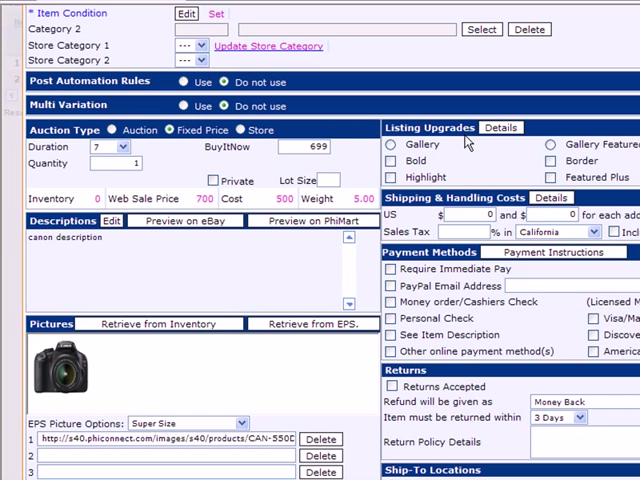 * Item Condition Edit Set
Category 2 Select Delete
Store Category 1 --- Update Store Category
Store Category 2 ---
Post Automation Rules Use Do not use
Multi Variation Use Do not use
Auction Type Auction Fixed Price Store
Duration 7 BuyItNow 699
Quantity 1
Private Lot Size
Inventory 0 Web Sale Price 700 Cost 500 Weight 5.00
Descriptions Edit Preview on eBay Preview on PhiMart
canon description
Pictures Retrieve from Inventory Retrieve from EPS.
EPS Picture Options: Super Size
1 http://s40.phiconnect.com/images/s40/products/CAN-550D Delete
2 Delete
3 Delete
Listing Upgrades Details
Gallery Gallery Feature
Bold Border
Highlight Featured Plus
Shipping & Handling Costs Details
US $ 0 and $ 0 for each add
Sales Tax % in California Incl
Payment Methods Payment Instructions
Require Immediate Pay
PayPal Email Address
Money order/Cashiers Check (Licensed M
Personal Check Visa/Ma
See Item Description Discove
Other online payment method(s) America
Returns
Returns Accepted
Refund will be given as Money Back
Item must be returned within 3 Days
Return Policy Details
Ship-To Locations